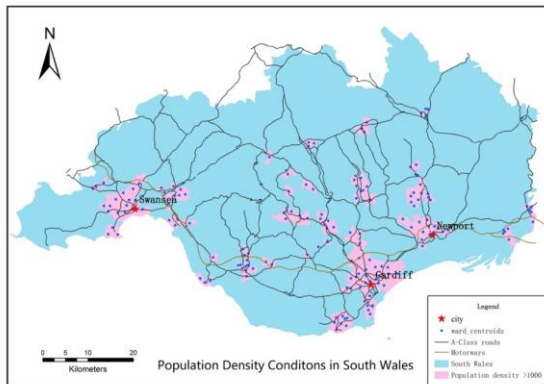 N
Swansea
Newport
Cardiff
Legend
city
ward_centroids
A-Class roads
Motorways
South Wales
Population density >1000
0 5 10 20
Kilometers
Population Density Conditons in South Wales